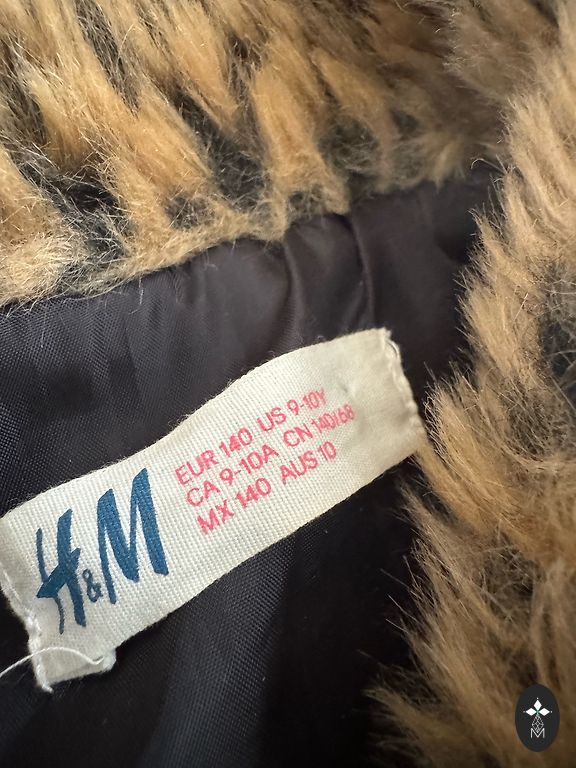 H&M
EUR 140 US 9-10Y
CA 9-10A CN 140/68
MX 140 AUS 10
M